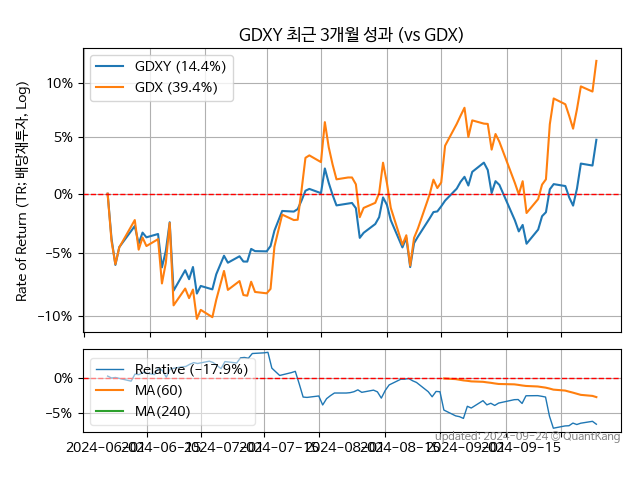 GDXY 최근 3개월 성과 (vs GDX)
Rate of Return (TR: 배당재투자, Log)
GDXY (14.4%)
GDX (39.4%)
10%
5%
0%
−5%
−10%
Relative (−17.9%)
MA(60)
MA(240)
0%
−5%
2024-06-15
2024-07-01
2024-07-15
2024-08-01
2024-08-15
2024-09-01
2024-09-15
updated: 2024-09-24 © QuantKang